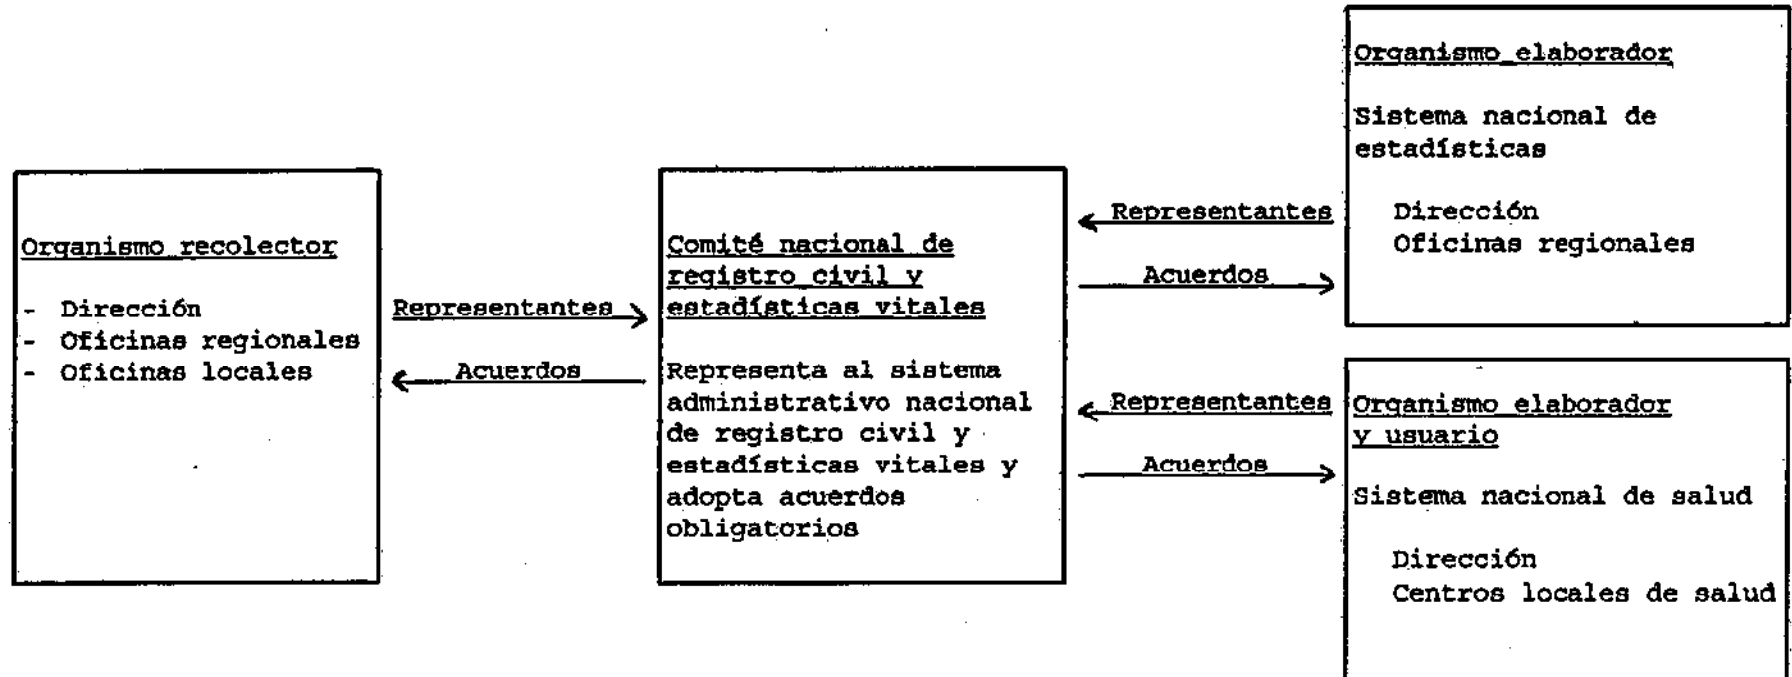 Organismo recolector
- Dirección
- Oficinas regionales
- Oficinas locales
Representantes
Acuerdos
Comité nacional de
registro civil y
estadísticas vitales
Representa al sistema
administrativo nacional
de registro civil y
estadísticas vitales y
adopta acuerdos
obligatorios
Representantes
Acuerdos
Organismo elaborador
Sistema nacional de
estadísticas
Dirección
Oficinas regionales
Representantes
Acuerdos
Organismo elaborador
y usuario
Sistema nacional de salud
Dirección
Centros locales de salud